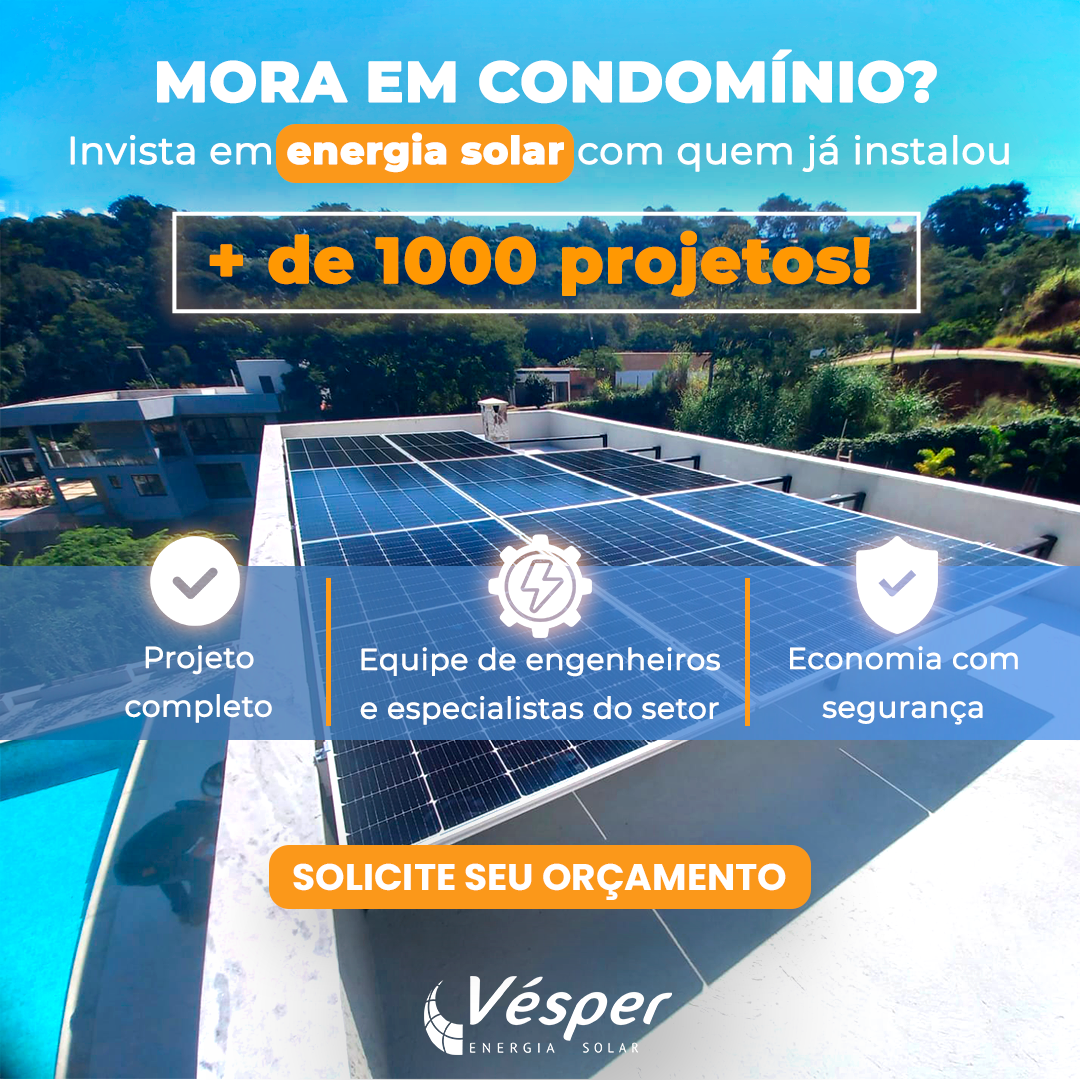 MORA EM CONDOMÍNIO?
Invista em energia solar com quem já instalou
+ de 1000 projetos!
Projeto
completo
Equipe de engenheiros
e especialistas do setor
Economia com
segurança
SOLICITE SEU ORÇAMENTO
Vésper
ENERGIA SOLAR